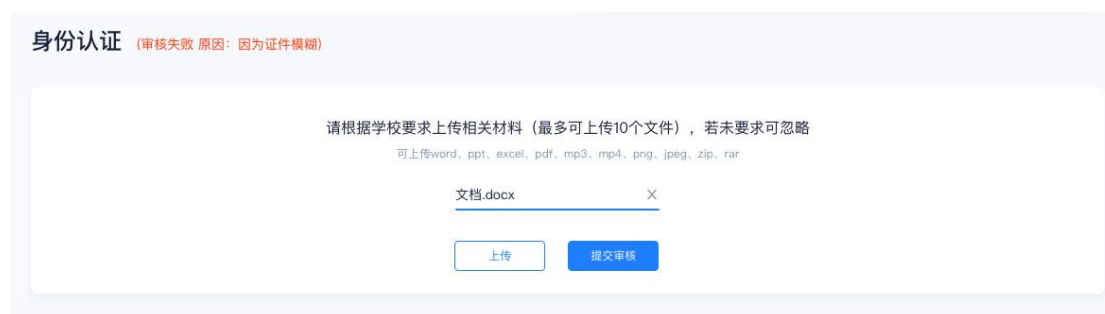 身份认证 (审核失败 原因：因为证件模糊)
请根据学校要求上传相关材料（最多可上传10个文件），若未要求可忽略
可上传word、ppt、excel、pdf、mp3、mp4、png、jpeg、zip、rar
文档.docx ×
上传 提交审核